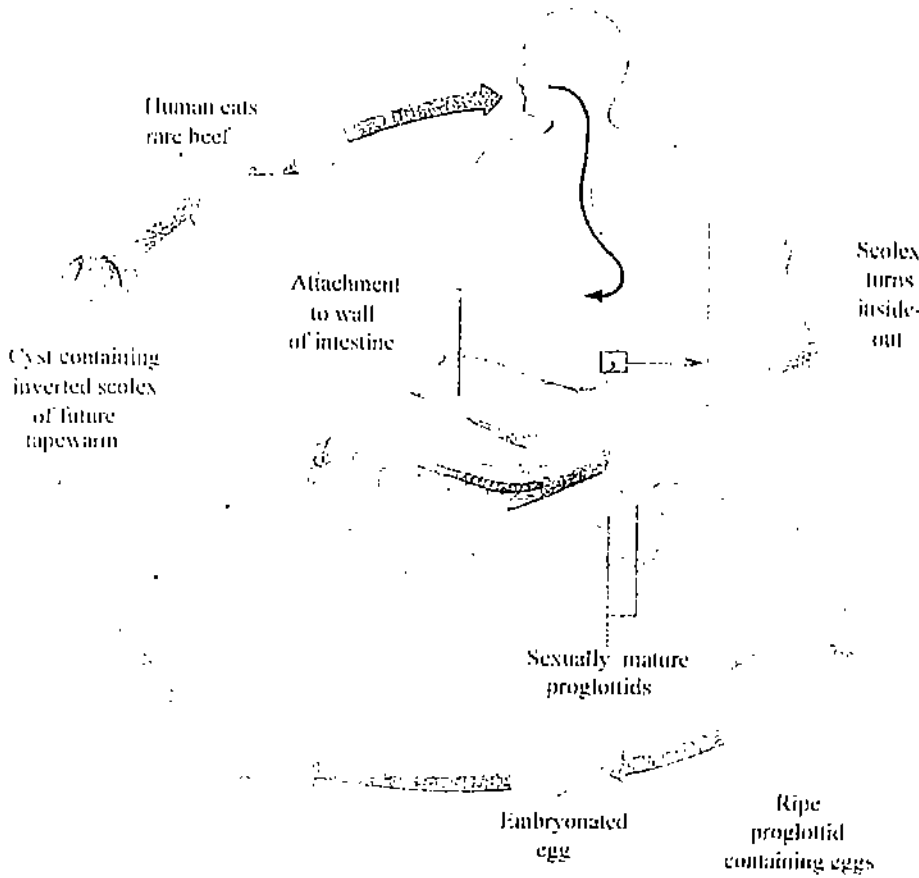 Human eats
rare beef
Attachment
to wall
of intestine
Scolex
turns
inside-
out
Cyst containing
inverted scolex
of future
tapewarm
Sexually mature
proglottids
Embryonated
egg
Ripe
proglottid
containing eggs